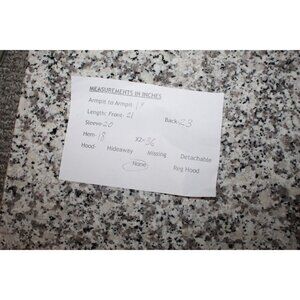 MEASUREMENTS IN INCHES
Armpit to Armpit- 19
Length: Front- 21 Back- 23
Sleeve- 20
Hem- 18 X2= 36
Hood- Hideaway Missing Detachable
None Reg Hood